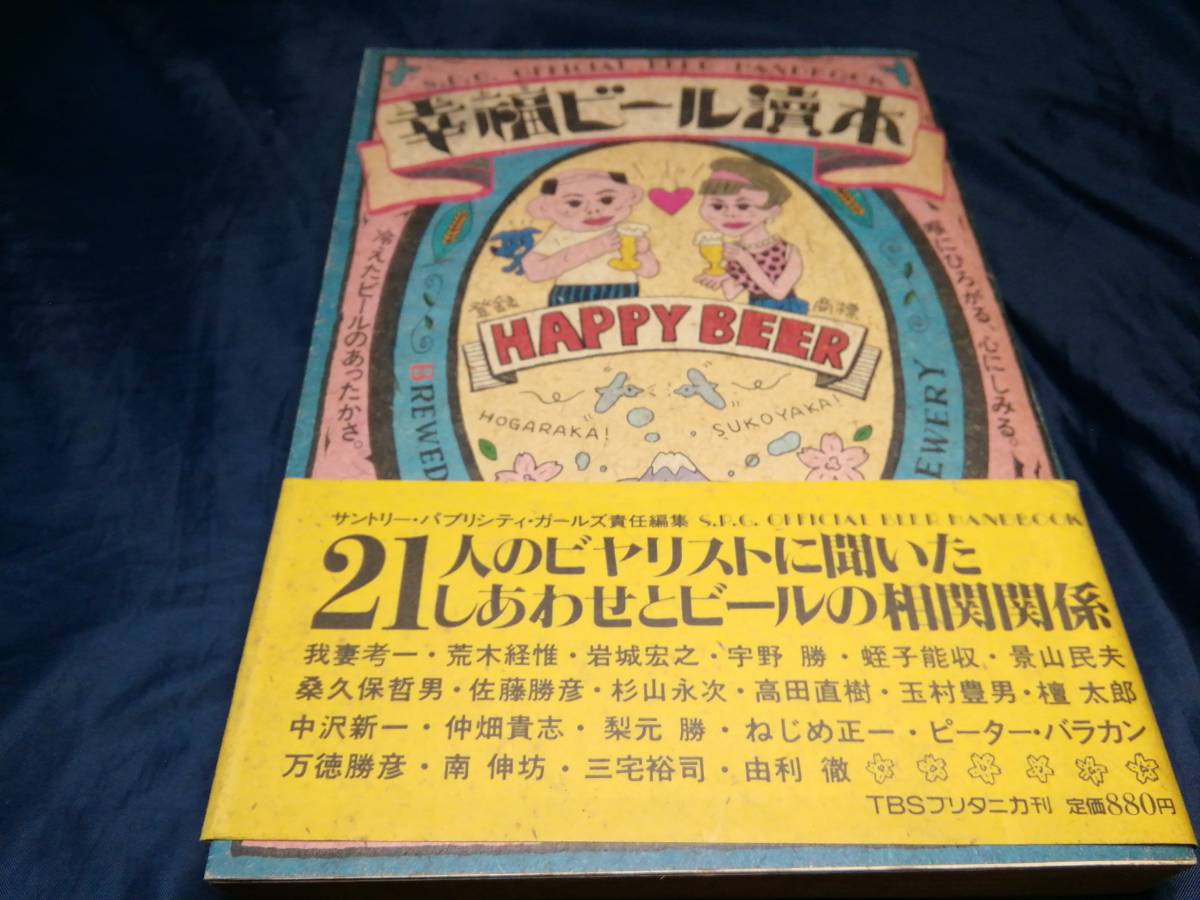 S.P.G. OFFICIAL BEER HANDBOOK
幸福ビール讀本
冷えたビールのあったかさ。
喉にひろがる、心にしみる。
登録 商標
HAPPY BEER
HOGARAKA!
SUKOYAKA!
BREWED
EWERY
サントリー・パブリシティ・ガールズ責任編集 S.P.G. OFFICIAL BEER HANDBOOK
21人のビヤリストに聞いた
しあわせとビールの相関関係
我妻考一・荒木経惟・岩城宏之・宇野 勝・蛭子能収・景山民夫
桑久保哲男・佐藤勝彦・杉山永次・高田直樹・玉村豊男・檀 太郎
中沢新一・仲畑貴志・梨元 勝・ねじめ正一・ピーター・バラカン
万徳勝彦・南 伸坊・三宅裕司・由利 徹
TBSブリタニカ刊 定価880円